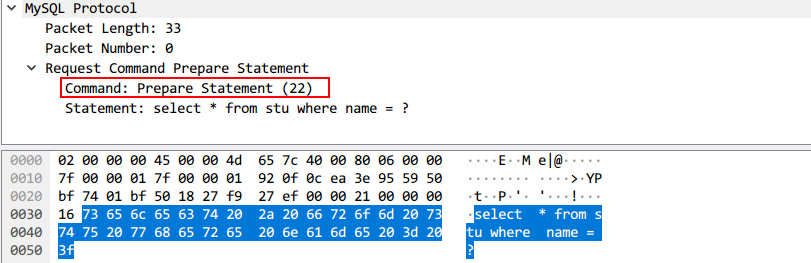 MySQL Protocol
Packet Length: 33
Packet Number: 0
Request Command Prepare Statement
Command: Prepare Statement (22)
Statement: select * from stu where name = ?
0000 02 00 00 00 45 00 00 4d 65 7c 40 00 80 06 00 00 ····E··M e|@·····
0010 7f 00 00 01 7f 00 00 01 92 0f 0c ea 3e 95 59 50 ········ ····>·YP
0020 bf 74 01 bf 50 18 27 f9 27 ef 00 00 21 00 00 00 ·t··P·'· '···!···
0030 16 73 65 6c 65 63 74 20 2a 20 66 72 6f 6d 20 73 ·select * from s
0040 74 75 20 77 68 65 72 65 20 6e 61 6d 65 20 3d 20 tu where name =
0050 3f ?